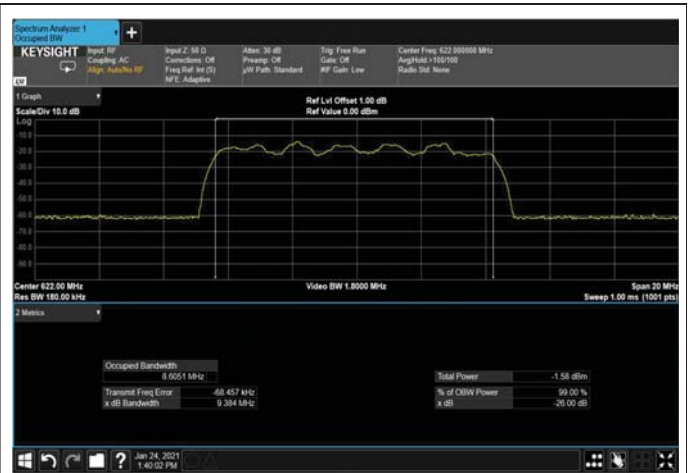 Spectrum Analyzer 1
Occupied BW
+
KEYSIGHT
LW
Input: RF
Coupling: AC
Align: Auto/No RF
Input Z: 50 Ω
Corrections: Off
Freq Ref: Int (S)
NFE: Adaptive
Atten: 30 dB
Preamp: Off
µW Path: Standard
Trig: Free Run
Gate: Off
#IF Gain: Low
Center Freq: 622.000000 MHz
Avg|Hold:>100/100
Radio Std: None
1 Graph
Scale/Div 10.0 dB
Ref Lvl Offset 1.00 dB
Ref Value 0.00 dBm
Log
-10.0
-20.0
-30.0
-40.0
-50.0
-60.0
-70.0
-80.0
-90.0
Center 622.00 MHz
Video BW 1.8000 MHz
Span 20 MHz
Res BW 180.00 kHz
Sweep 1.00 ms (1001 pts)
2 Metrics
Occupied Bandwidth
8.6051 MHz
Total Power -1.58 dBm
Transmit Freq Error -68.457 kHz
% of OBW Power 99.00 %
x dB Bandwidth 9.384 MHz
x dB -26.00 dB
?
Jan 24, 2021
1:40:02 PM